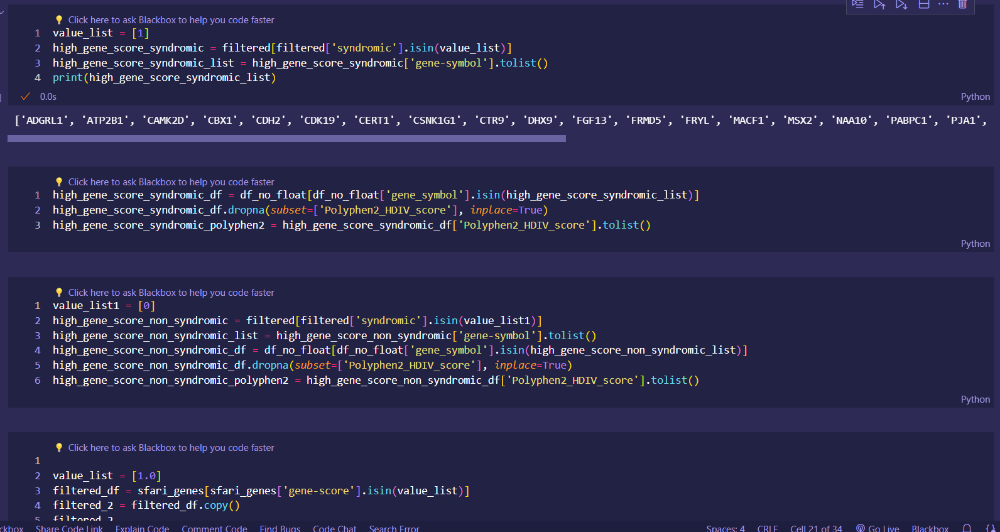 💡 Click here to ask Blackbox to help you code faster
1 value_list = [1]
2 high_gene_score_syndromic = filtered[filtered['syndromic'].isin(value_list)]
3 high_gene_score_syndromic_list = high_gene_score_syndromic['gene-symbol'].tolist()
4 print(high_gene_score_syndromic_list)
0.0s
Python
['ADGRL1', 'ATP2B1', 'CAMK2D', 'CBX1', 'CDH2', 'CDK19', 'CERT1', 'CSNK1G1', 'CTR9', 'DHX9', 'FGF13', 'FRMD5', 'FRYL', 'MACF1', 'MSX2', 'NAA10', 'PABPC1', 'PJA1',
💡 Click here to ask Blackbox to help you code faster
1 high_gene_score_syndromic_df = df_no_float[df_no_float['gene_symbol'].isin(high_gene_score_syndromic_list)]
2 high_gene_score_syndromic_df.dropna(subset=['Polyphen2_HDIV_score'], inplace=True)
3 high_gene_score_syndromic_polyphen2 = high_gene_score_syndromic_df['Polyphen2_HDIV_score'].tolist()
Python
💡 Click here to ask Blackbox to help you code faster
1 value_list1 = [0]
2 high_gene_score_non_syndromic = filtered[filtered['syndromic'].isin(value_list1)]
3 high_gene_score_non_syndromic_list = high_gene_score_non_syndromic['gene-symbol'].tolist()
4 high_gene_score_non_syndromic_df = df_no_float[df_no_float['gene_symbol'].isin(high_gene_score_non_syndromic_list)]
5 high_gene_score_non_syndromic_df.dropna(subset=['Polyphen2_HDIV_score'], inplace=True)
6 high_gene_score_non_syndromic_polyphen2 = high_gene_score_non_syndromic_df['Polyphen2_HDIV_score'].tolist()
Python
💡 Click here to ask Blackbox to help you code faster
1
2 value_list = [1.0]
3 filtered_df = sfari_genes[sfari_genes['gene-score'].isin(value_list)]
4 filtered_2 = filtered_df.copy()
5 filtered_2
ckbox Share Code Link Explain Code Comment Code Find Bugs Code Chat Search Error Spaces: 4 CRLF Cell 21 of 34 Go Live Blackbox